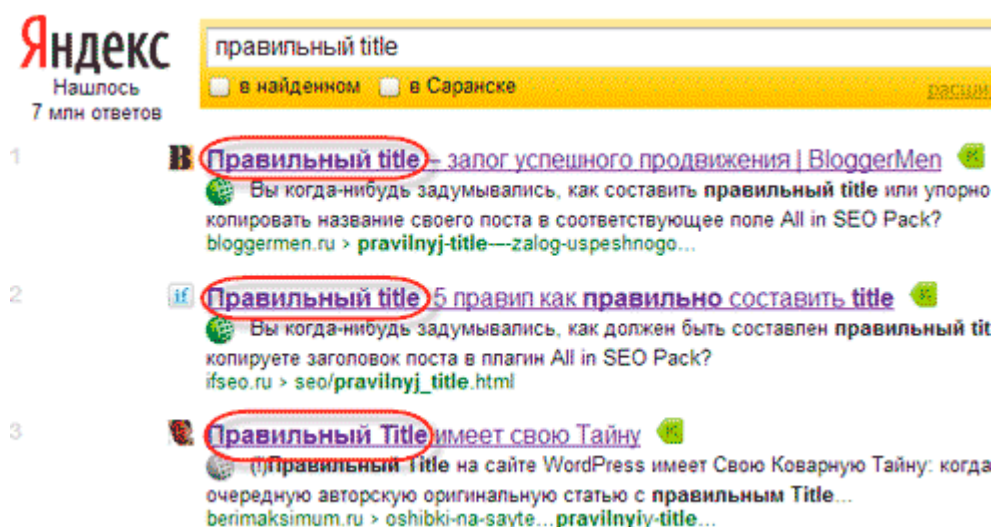 Яндекс
Нашлось
7 млн ответов
правильный title
в найденном в Саранске
1
B Правильный title – залог успешного продвижения | BloggerMen
Вы когда-нибудь задумывались, как составить правильный title или упорно
копировать название своего поста в соответствующее поле All in SEO Pack?
bloggermen.ru › pravilnyj-title-–-zalog-uspeshnogo...
2
if Правильный title 5 правил как правильно составить title
Вы когда-нибудь задумывались, как должен быть составлен правильный tit
копируете заголовок поста в плагин All in SEO Pack?
ifseo.ru › seo/pravilnyj_title.html
3
Правильный Title имеет свою Тайну
(!)Правильный Title на сайте WordPress имеет Свою Коварную Тайну: когда
очередную авторскую оригинальную статью с правильным Title...
berimaksimum.ru › oshibki-na-sayte...pravilnyiy-title...